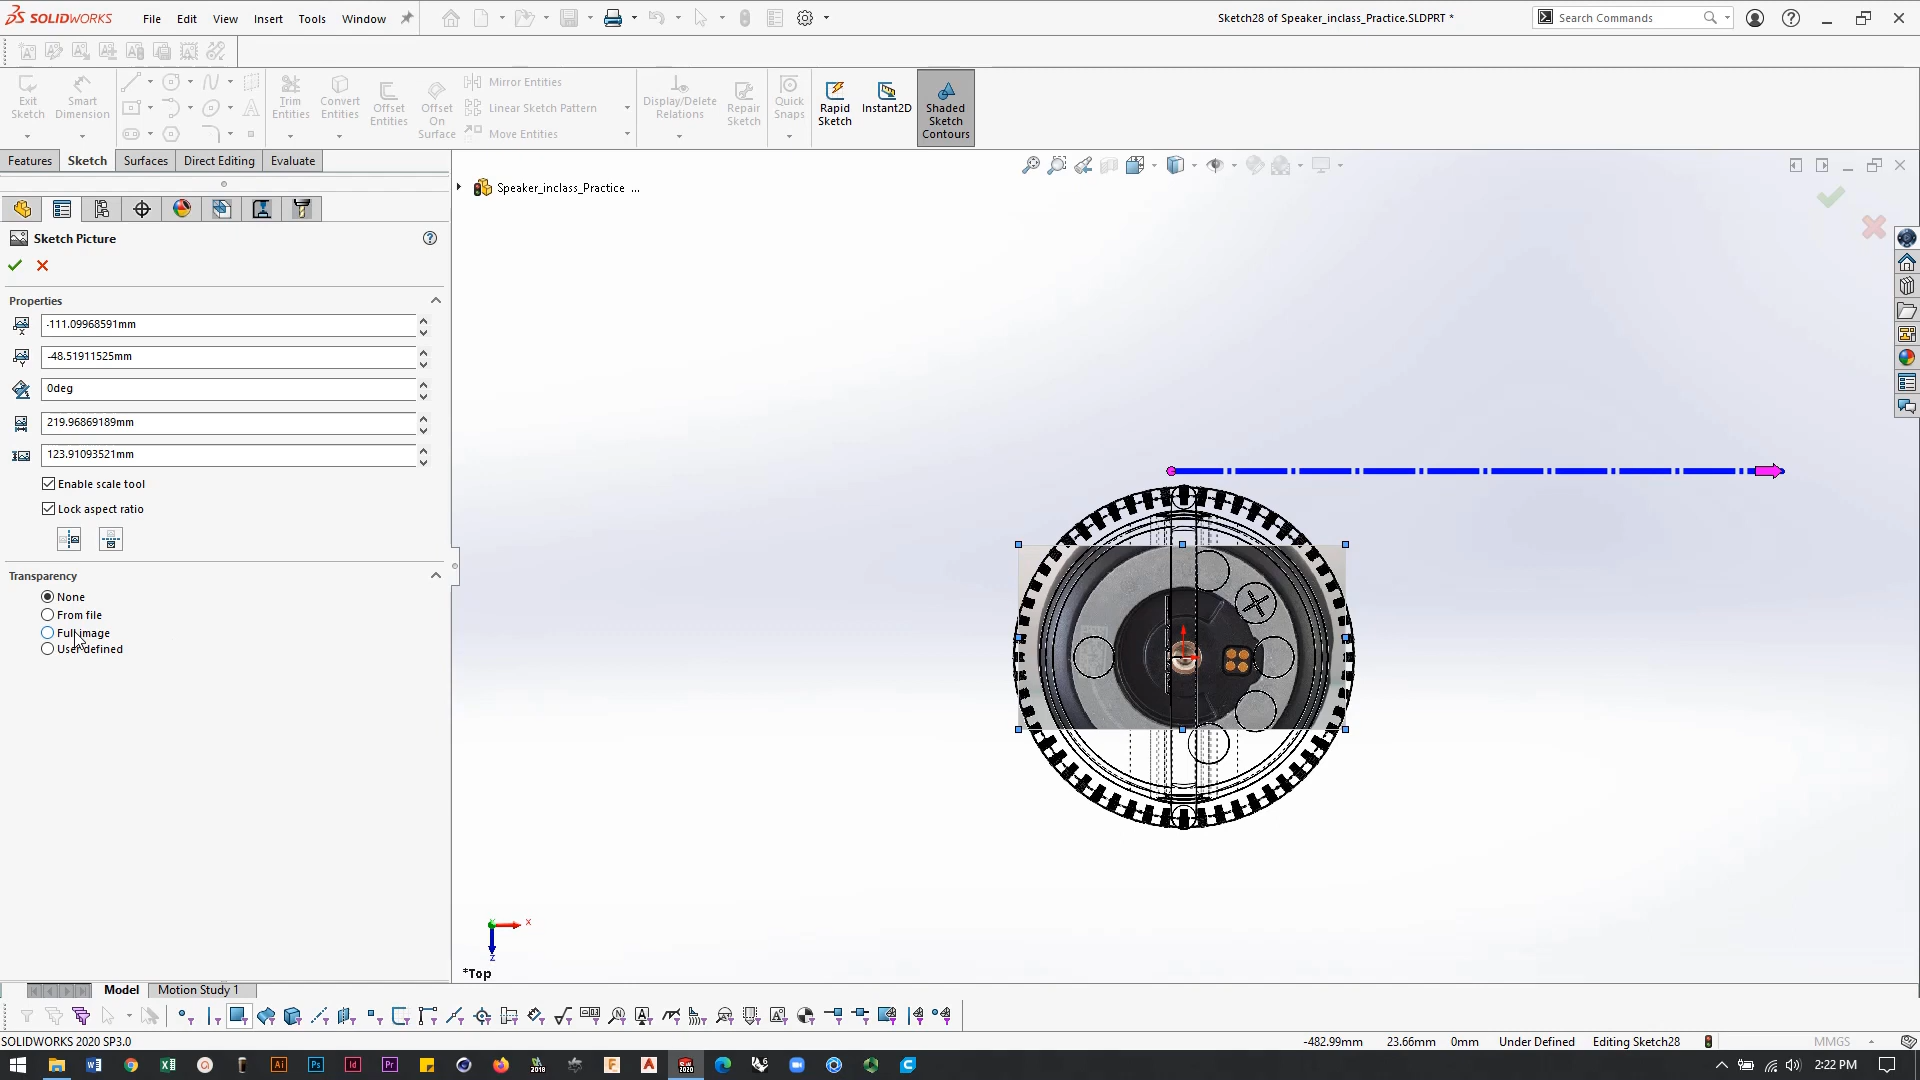 SOLIDWORKS File Edit View Insert Tools Window
Sketch28 of Speaker_inclass_Practice.SLDPRT *
Search Commands
Exit Sketch
Smart Dimension
Trim Entities
Convert Entities
Offset Entities
Offset On Surface
Mirror Entities
Linear Sketch Pattern
Move Entities
Display/Delete Relations
Repair Sketch
Quick Snaps
Rapid Sketch
Instant2D
Shaded Sketch Contours
Features Sketch Surfaces Direct Editing Evaluate
Speaker_inclass_Practice ...
Sketch Picture
Properties
-111.09968591mm
-48.51911525mm
0deg
219.96869189mm
123.91093521mm
Enable scale tool
Lock aspect ratio
Transparency
None
From file
Full image
User defined
x
z
*Top
Model Motion Study 1
SOLIDWORKS 2020 SP3.0
-482.99mm 23.66mm 0mm Under Defined Editing Sketch28 MMGS
2:22 PM